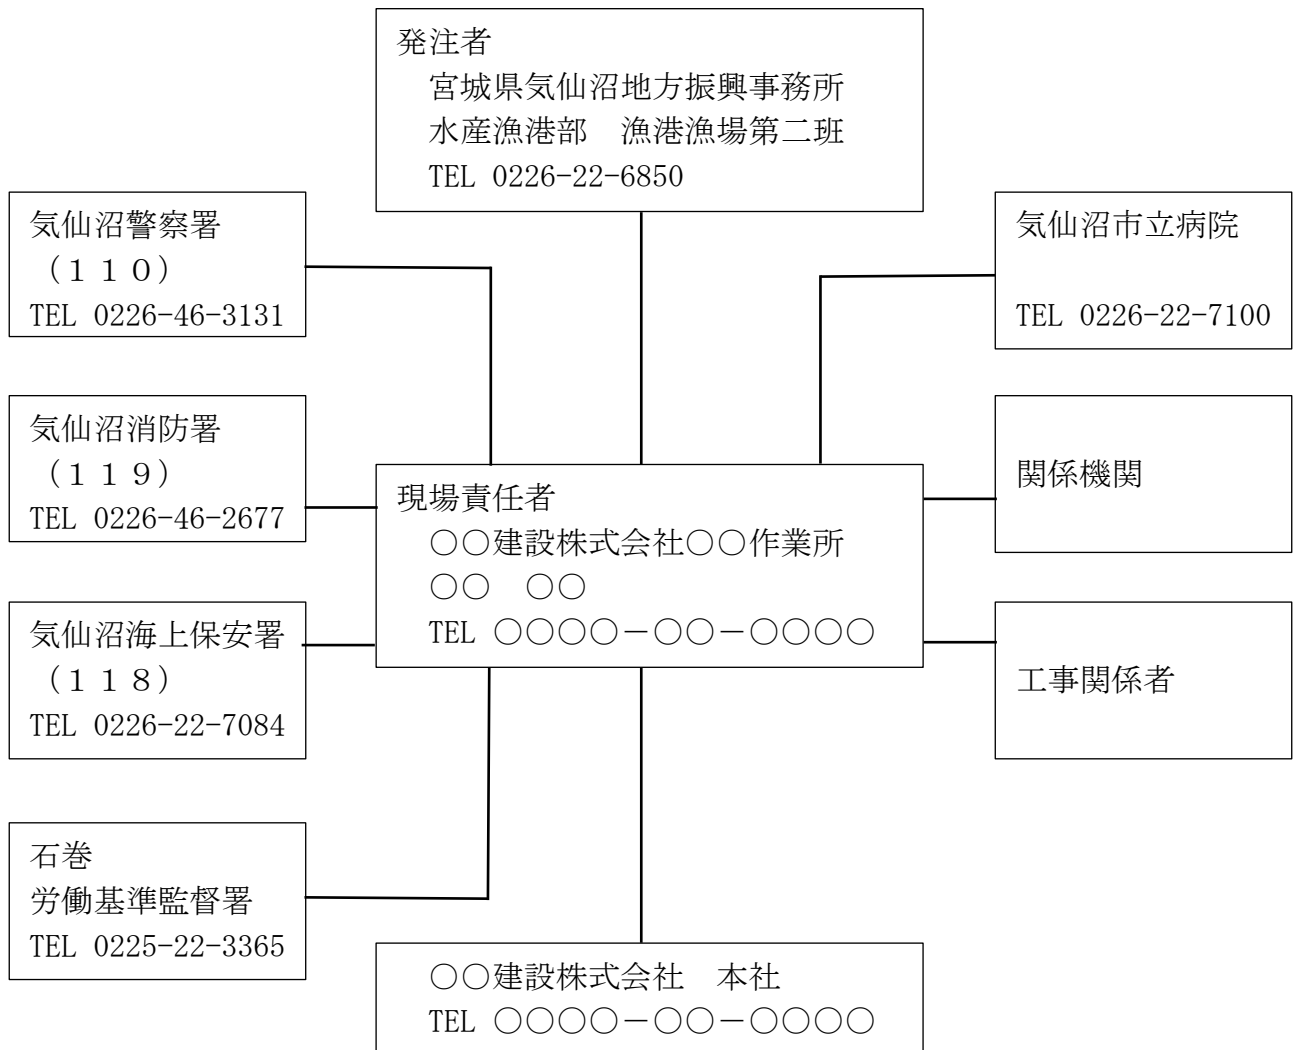 発注者
宮城県気仙沼地方振興事務所
水産漁港部　漁港漁場第二班
TEL 0226-22-6850
気仙沼警察署
（１１０）
TEL 0226-46-3131
気仙沼市立病院
TEL 0226-22-7100
気仙沼消防署
（１１９）
TEL 0226-46-2677
関係機関
現場責任者
○○建設株式会社○○作業所
○○　○○
TEL ○○○○－○○－○○○○
気仙沼海上保安署
（１１８）
TEL 0226-22-7084
工事関係者
石巻
労働基準監督署
TEL 0225-22-3365
○○建設株式会社　本社
TEL ○○○○－○○－○○○○